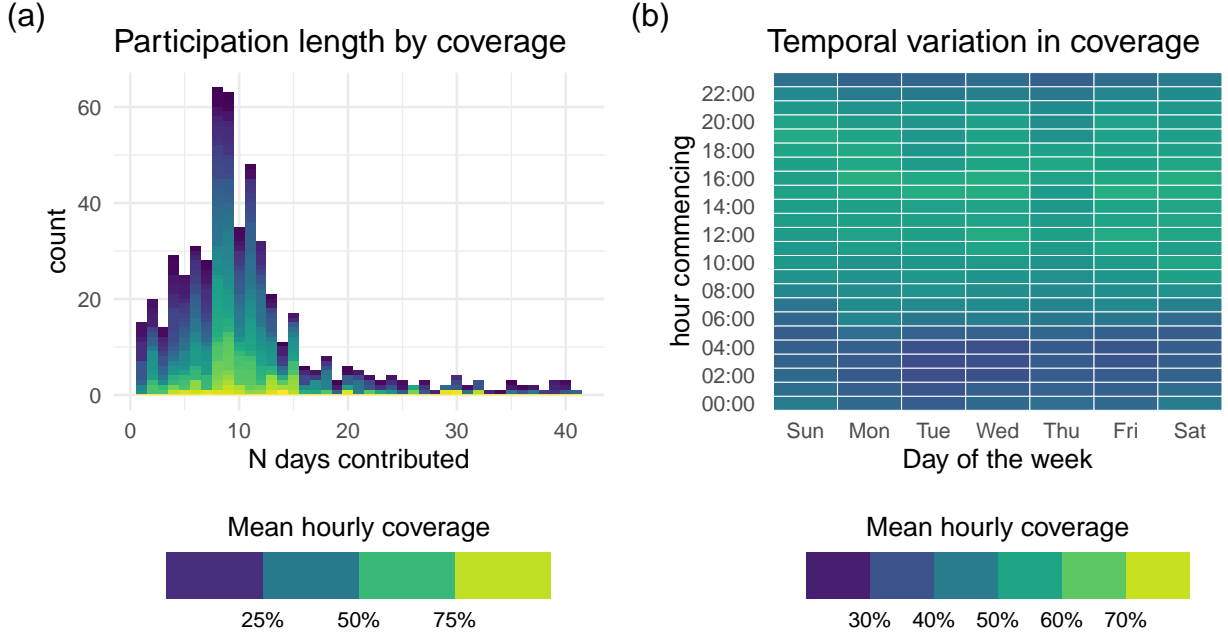 (a)
Participation length by coverage
60
40
20
0
count
0 10 20 30 40
N days contributed
Mean hourly coverage
25% 50% 75%
(b)
Temporal variation in coverage
22:00
20:00
18:00
16:00
14:00
12:00
10:00
08:00
06:00
04:00
02:00
00:00
hour commencing
Sun Mon Tue Wed Thu Fri Sat
Day of the week
Mean hourly coverage
30% 40% 50% 60% 70%